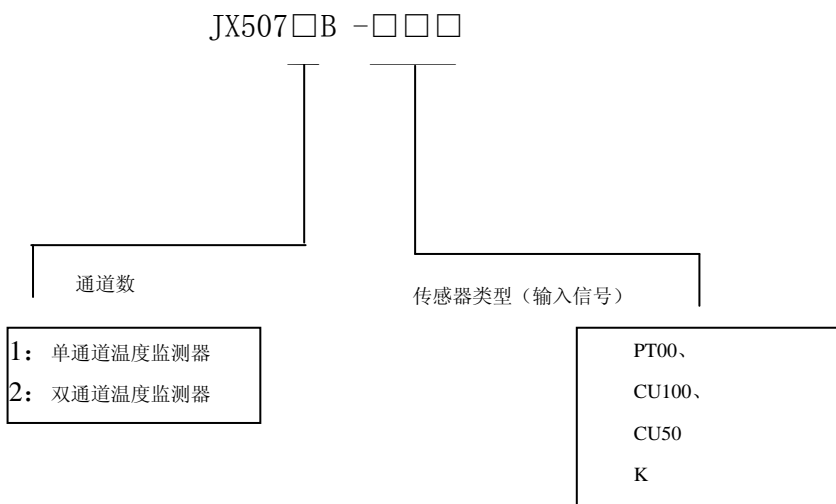 JX507□B -□□□
通道数
传感器类型（输入信号）
1：单通道温度监测器
2：双通道温度监测器
PT00、
CU100、
CU50
K